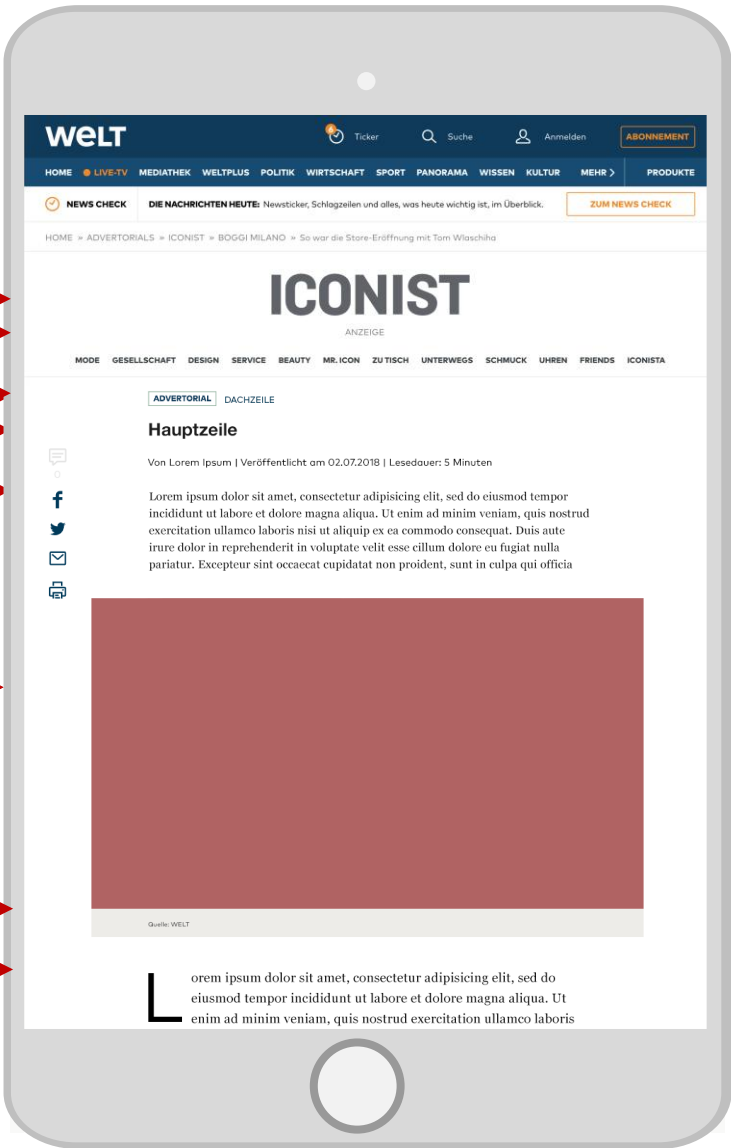 WELT
Ticker
Suche
Anmelden
ABONNEMENT
HOME LIVE-TV MEDIATHEK WELTPLUS POLITIK WIRTSCHAFT SPORT PANORAMA WISSEN KULTUR MEHR > PRODUKTE
NEWS CHECK DIE NACHRICHTEN HEUTE: Newsticker, Schlagzeilen und alles, was heute wichtig ist, im Überblick. ZUM NEWS CHECK
HOME » ADVERTORIALS » ICONIST » BOGGI MILANO » So war die Store-Eröffnung mit Tom Wlaschiha
ICONIST
ANZEIGE
MODE GESELLSCHAFT DESIGN SERVICE BEAUTY MR. ICON ZU TISCH UNTERWEGS SCHMUCK UHREN FRIENDS ICONISTA
ADVERTORIAL DACHZEILE
Hauptzeile
Von Lorem Ipsum | Veröffentlicht am 02.07.2018 | Lesedauer: 5 Minuten
0
Lorem ipsum dolor sit amet, consectetur adipisicing elit, sed do eiusmod tempor
incididunt ut labore et dolore magna aliqua. Ut enim ad minim veniam, quis nostrud
exercitation ullamco laboris nisi ut aliquip ex ea commodo consequat. Duis aute
irure dolor in reprehenderit in voluptate velit esse cillum dolore eu fugiat nulla
pariatur. Excepteur sint occaecat cupidatat non proident, sunt in culpa qui officia
Quelle: WELT
Lorem ipsum dolor sit amet, consectetur adipisicing elit, sed do
eiusmod tempor incididunt ut labore et dolore magna aliqua. Ut
enim ad minim veniam, quis nostrud exercitation ullamco laboris